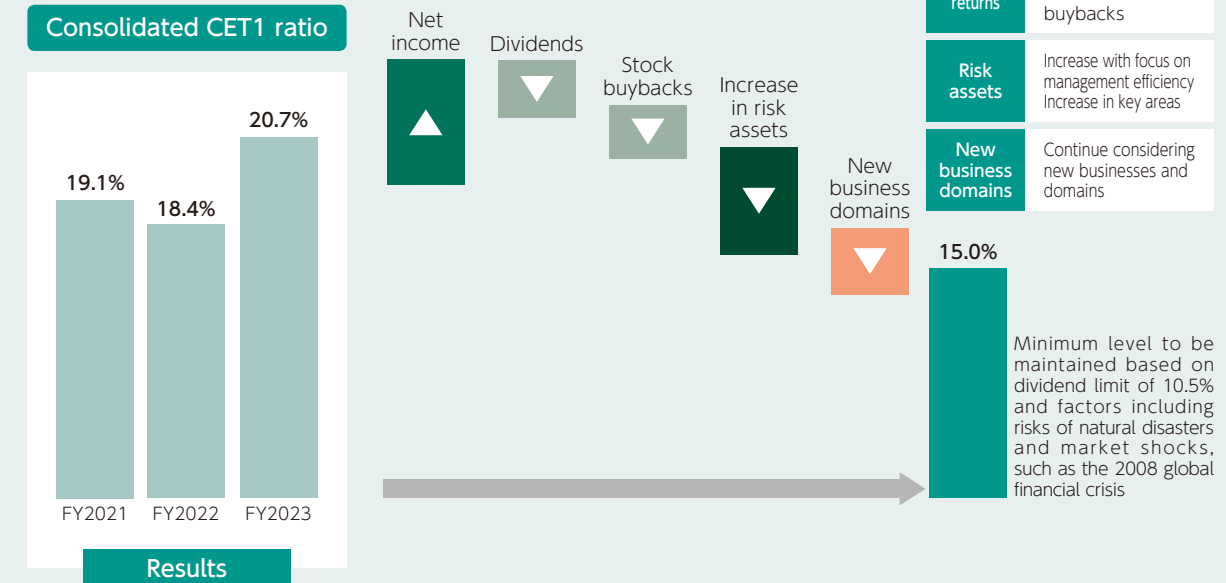 Consolidated CET1 ratio
19.1%
18.4%
20.7%
FY2021
FY2022
FY2023
Results
Net
income
Dividends
Stock
buybacks
Increase
in risk
assets
New
business
domains
returns
buybacks
Risk
assets
Increase with focus on
management efficiency
Increase in key areas
New
business
domains
Continue considering
new businesses and
domains
15.0%
Minimum level to be
maintained based on
dividend limit of 10.5%
and factors including
risks of natural disasters
and market shocks,
such as the 2008 global
financial crisis